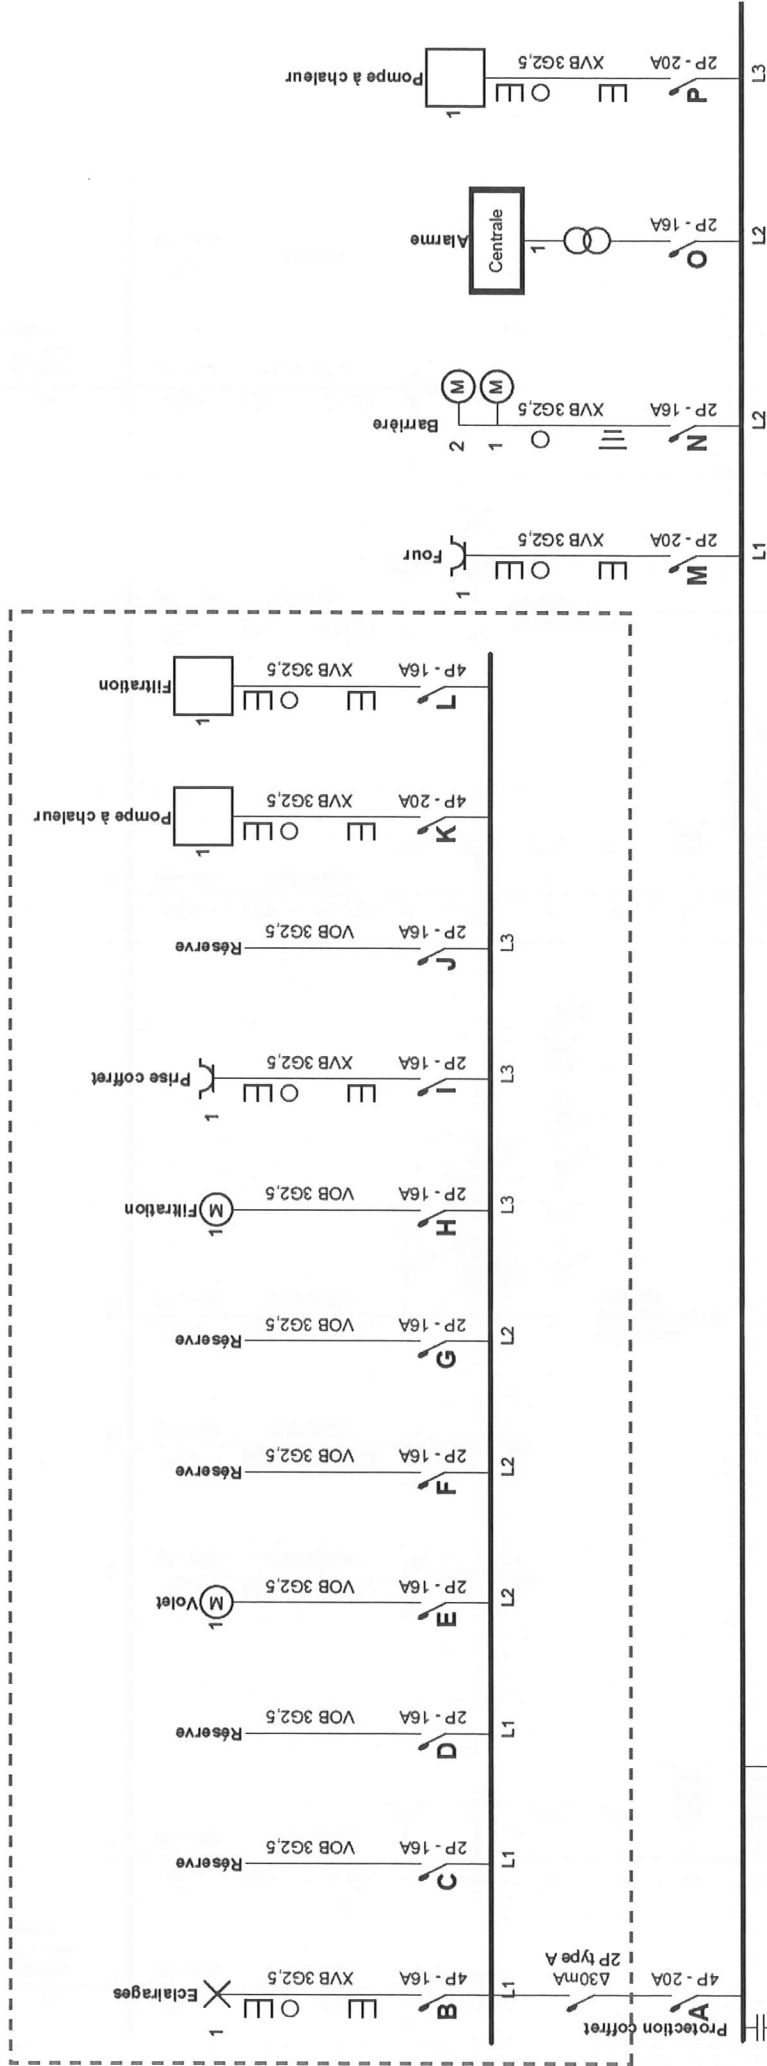 Protection coffret
A
4P - 20A
Δ30mA
2P type A
L1
B
4P - 16A
XVB 3G2,5
1
Eclairages
L1
C
2P - 16A
VOB 3G2,5
Réserve
L1
D
2P - 16A
VOB 3G2,5
Réserve
L2
E
2P - 16A
VOB 3G2,5
1
M
Volet
L2
F
2P - 16A
VOB 3G2,5
Réserve
L2
G
2P - 16A
VOB 3G2,5
Réserve
L3
H
2P - 16A
VOB 3G2,5
1
M
Filtration
L3
I
2P - 16A
XVB 3G2,5
1
Prise coffret
L3
J
2P - 16A
VOB 3G2,5
Réserve
K
4P - 20A
XVB 3G2,5
1
Pompe à chaleur
L
4P - 16A
XVB 3G2,5
1
Filtration
L1
M
2P - 20A
XVB 3G2,5
1
Four
L2
N
2P - 16A
XVB 3G2,5
1
M
2
M
Barrière
L2
O
2P - 16A
1
Centrale
Alarme
L3
P
2P - 20A
XVB 3G2,5
1
Pompe à chaleur